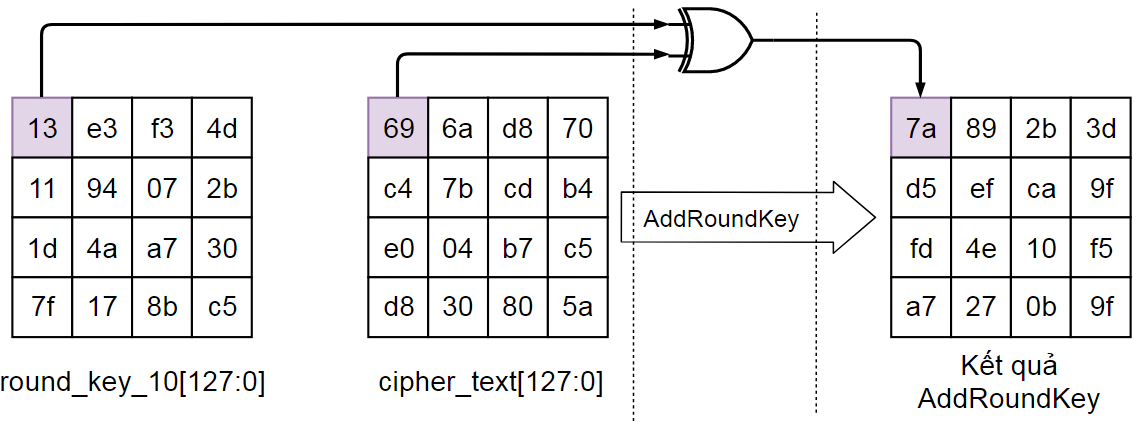 13 e3 f3 4d
11 94 07 2b
1d 4a a7 30
7f 17 8b c5
round_key_10[127:0]
69 6a d8 70
c4 7b cd b4
e0 04 b7 c5
d8 30 80 5a
cipher_text[127:0]
AddRoundKey
7a 89 2b 3d
d5 ef ca 9f
fd 4e 10 f5
a7 27 0b 9f
Kết quả
AddRoundKey